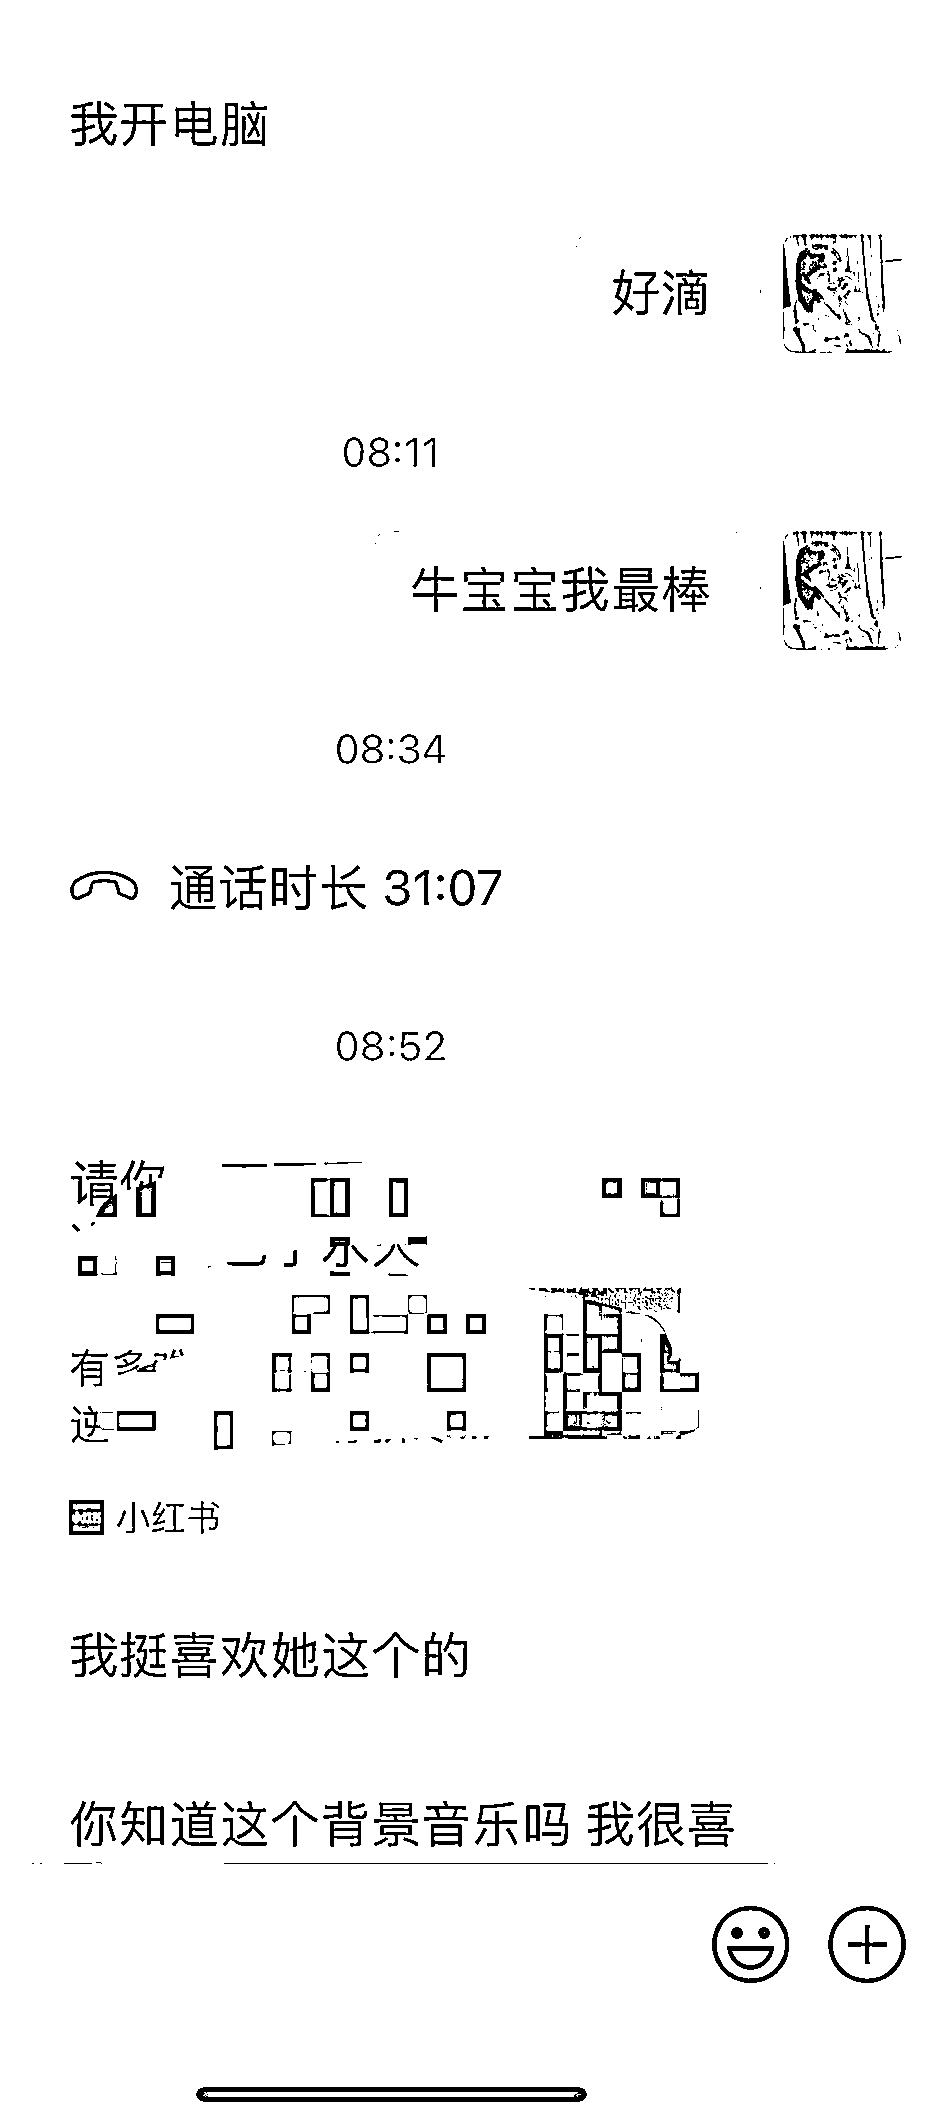 我开电脑
好滴
08:11
牛宝宝我最棒
08:34
通话时长 31:07
08:52
请你
有多
小红书
我挺喜欢她这个的
你知道这个背景音乐吗 我很喜